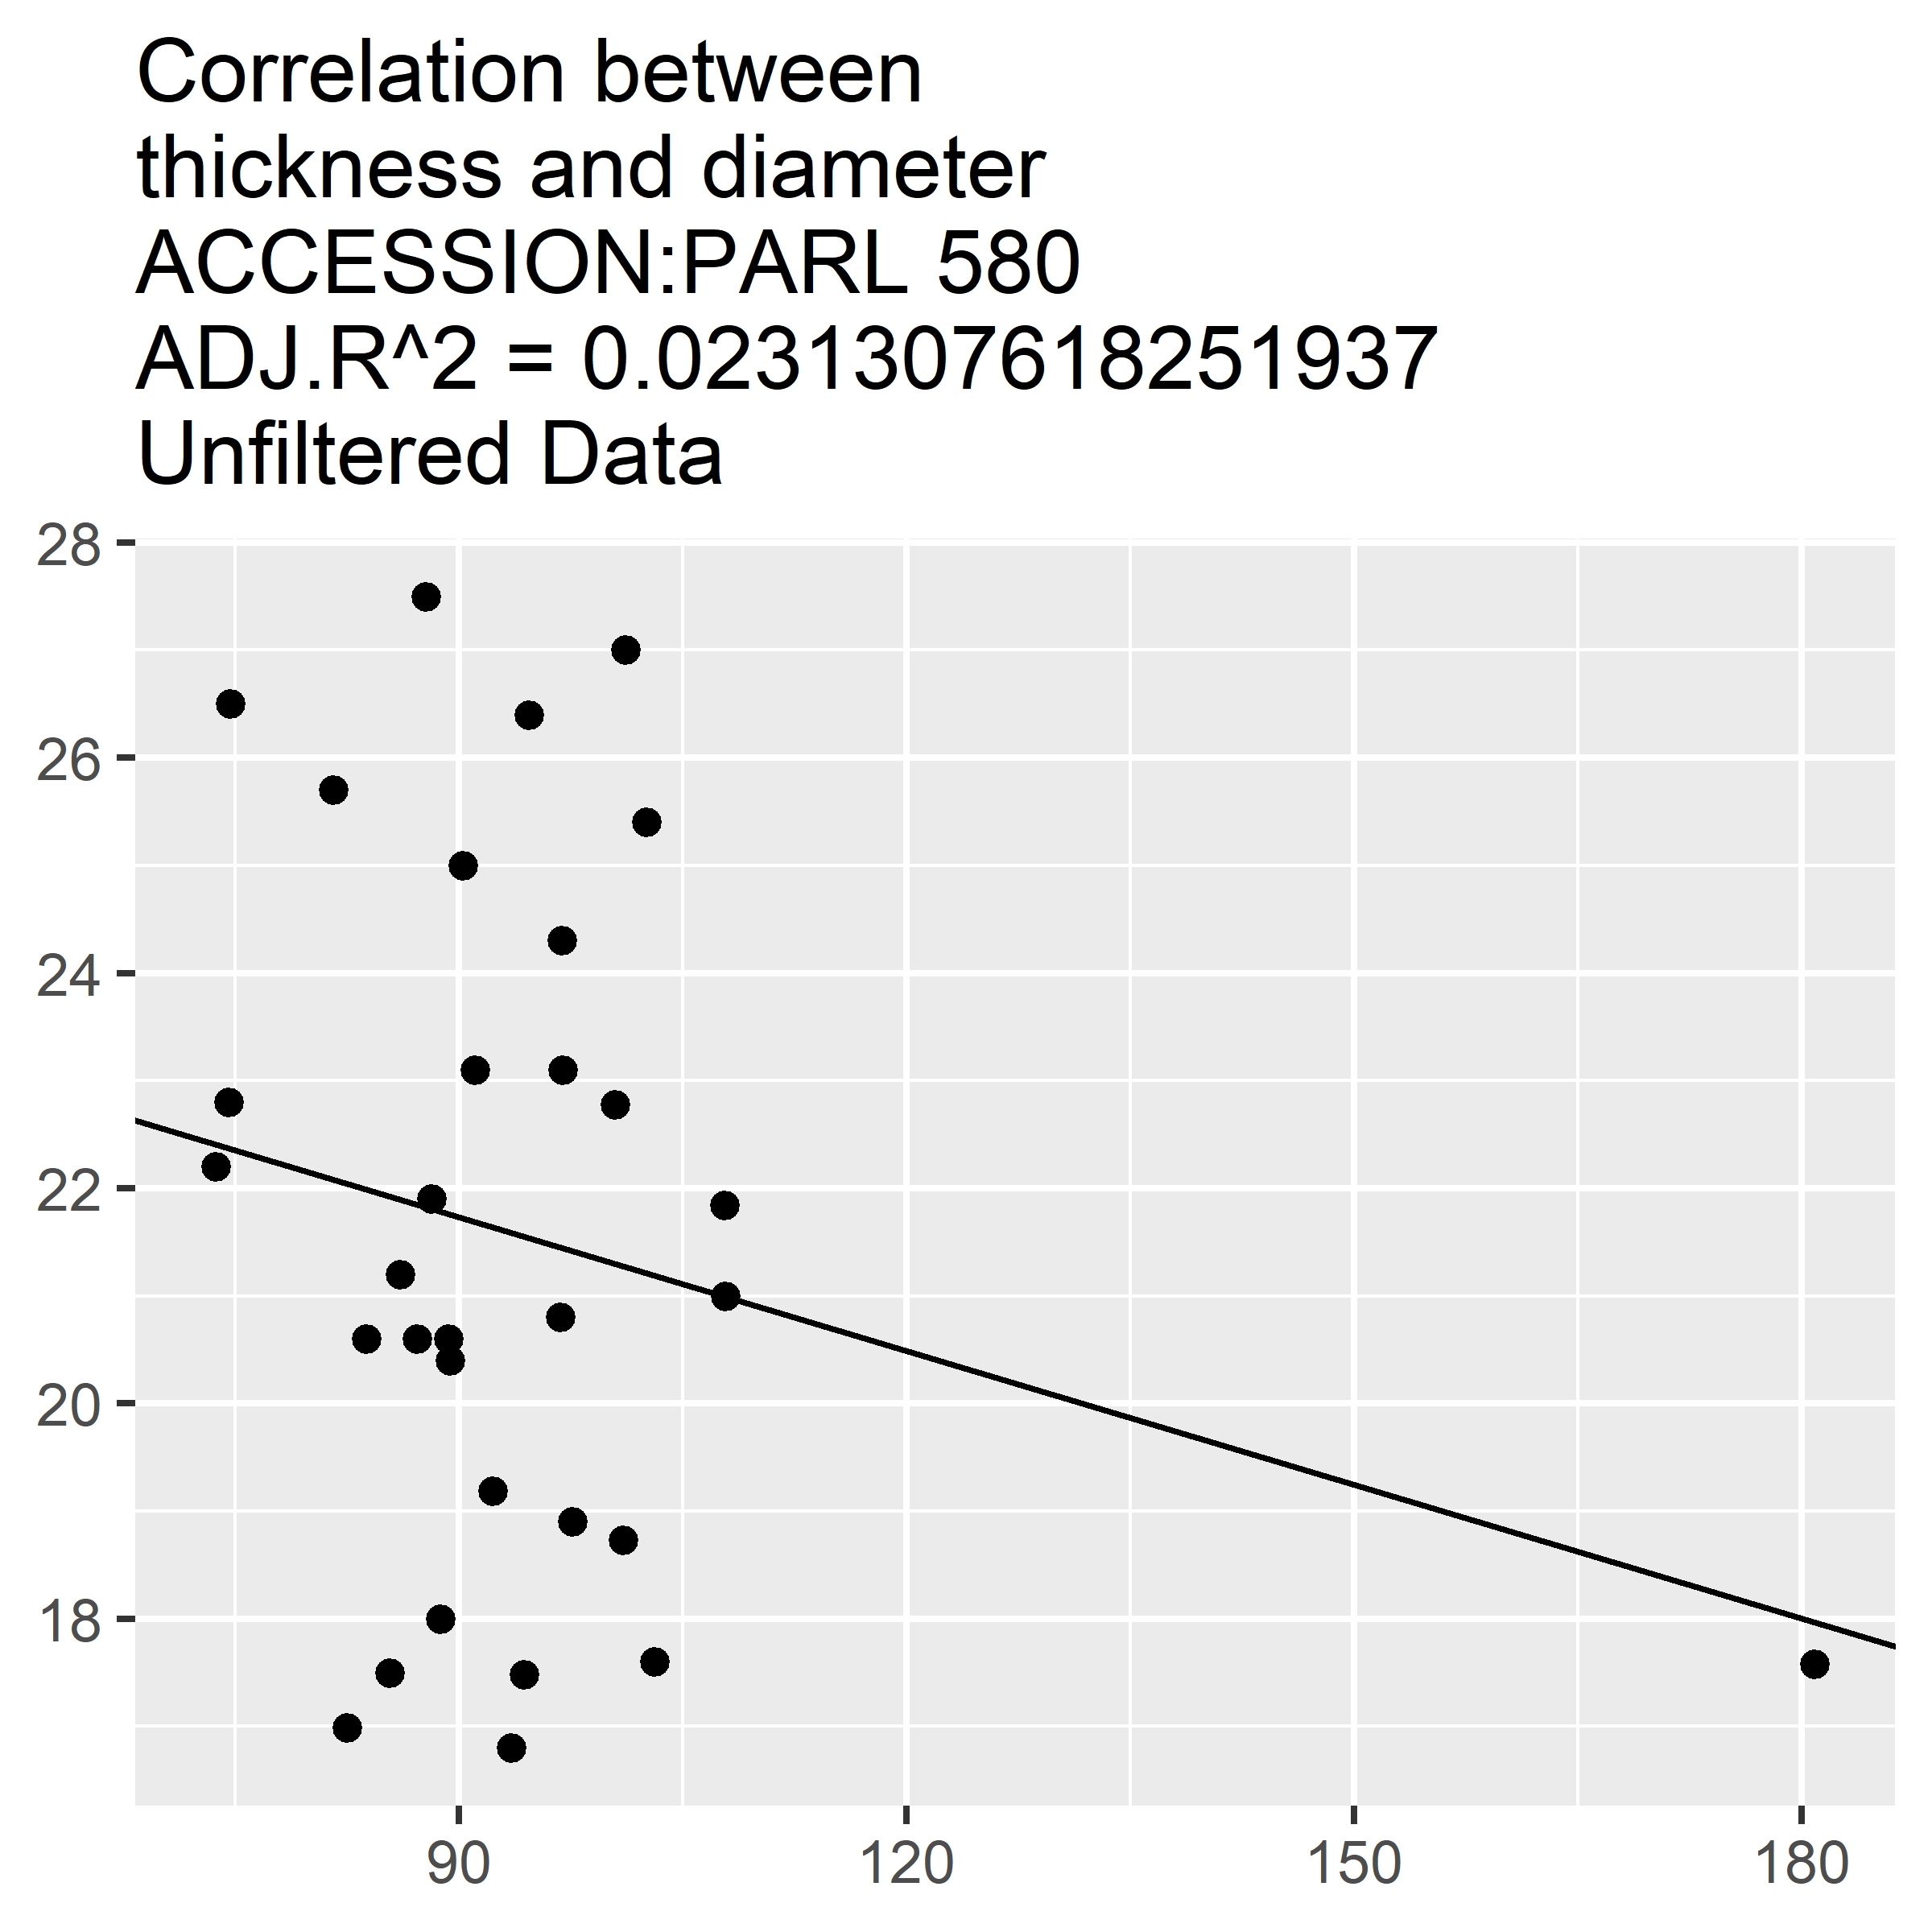 Correlation between
thickness and diameter
ACCESSION:PARL 580
ADJ.R^2 = 0.0231307618251937
Unfiltered Data
28
26
24
22
20
18
90 120 150 180